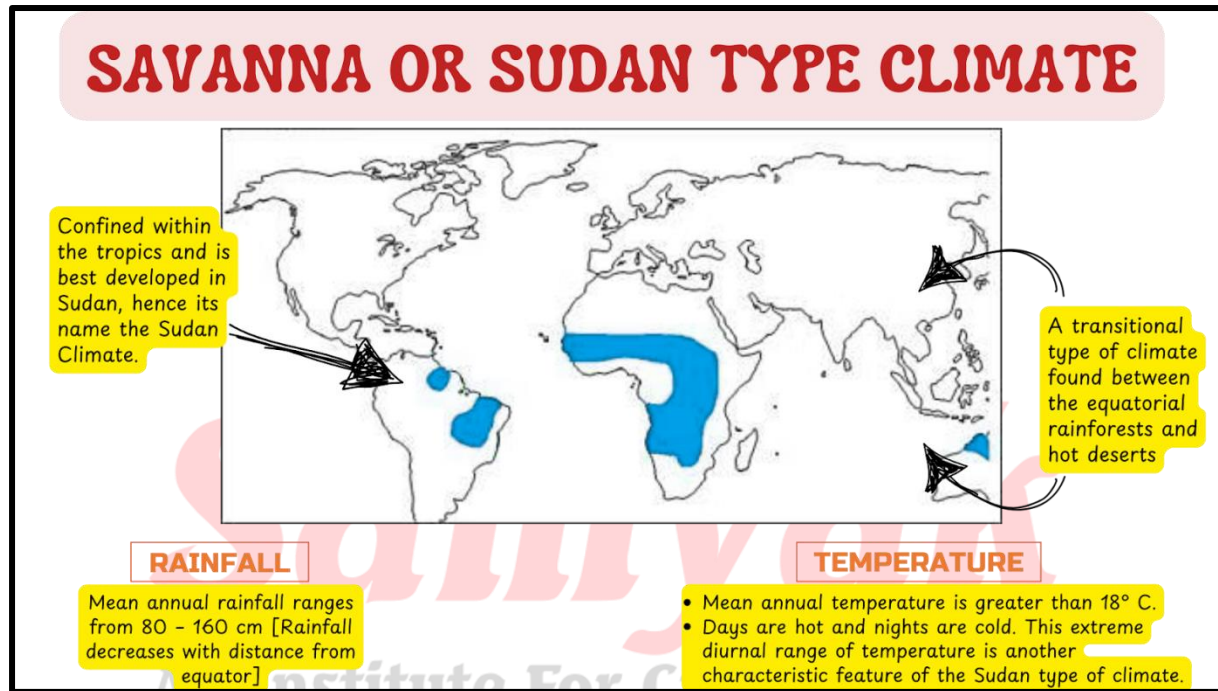 SAVANNA OR SUDAN TYPE CLIMATE
Confined within
the tropics and is
best developed in
Sudan, hence its
name the Sudan
Climate.
A transitional
type of climate
found between
the equatorial
rainforests and
hot deserts
Samyak
RAINFALL
Mean annual rainfall ranges
from 80 - 160 cm [Rainfall
decreases with distance from
equator]
TEMPERATURE
• Mean annual temperature is greater than 18° C.
• Days are hot and nights are cold. This extreme
diurnal range of temperature is another
characteristic feature of the Sudan type of climate.
Institute For